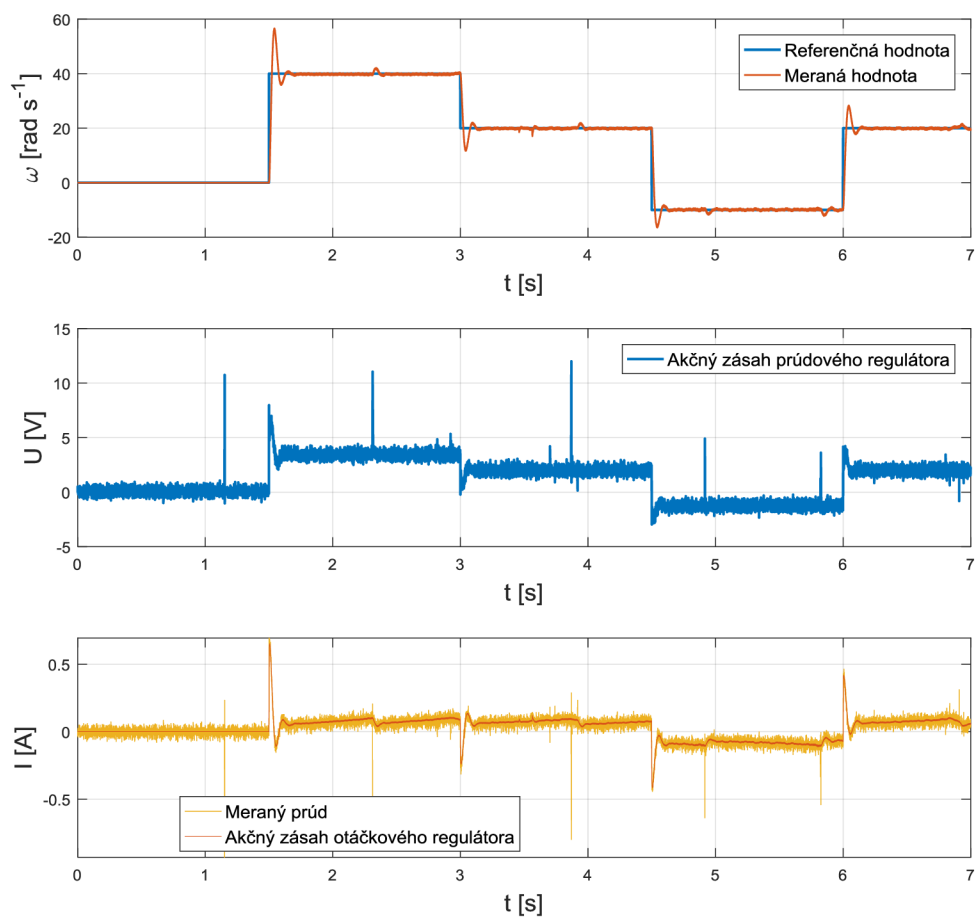 60
40
20
0
-20
ω [rad s⁻¹]
Referenčná hodnota
Meraná hodnota
0 1 2 3 4 5 6 7
t [s]
15
10
5
0
-5
U [V]
Akčný zásah prúdového regulátora
0 1 2 3 4 5 6 7
t [s]
0.5
0
-0.5
I [A]
Meraný prúd
Akčný zásah otáčkového regulátora
0 1 2 3 4 5 6 7
t [s]